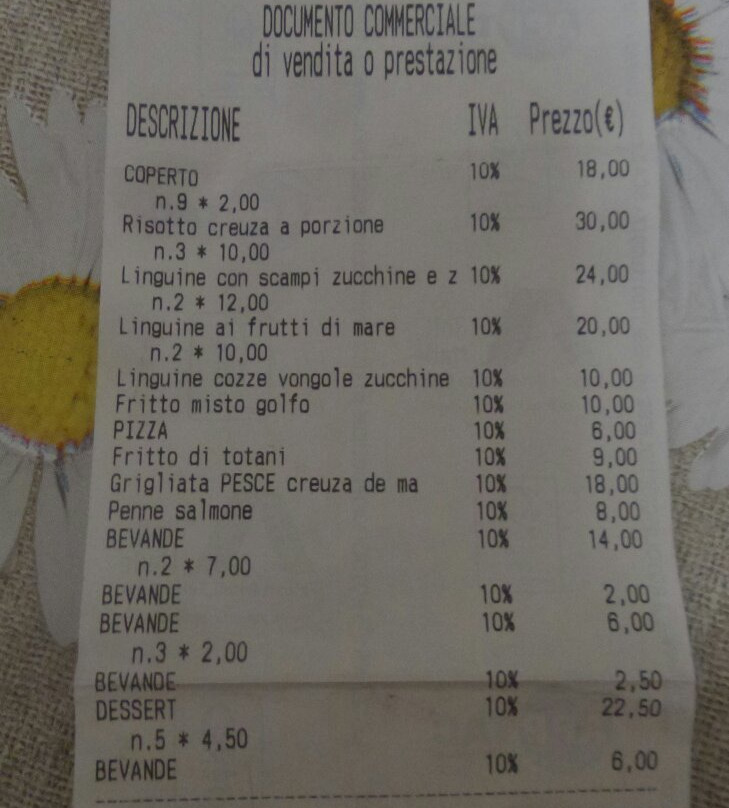 DOCUMENTO COMMERCIALE
di vendita o prestazione
DESCRIZIONE IVA Prezzo(€)
COPERTO 10% 18,00
n.9 * 2,00
Risotto creuza a porzione 10% 30,00
n.3 * 10,00
Linguine con scampi zucchine e z 10% 24,00
n.2 * 12,00
Linguine ai frutti di mare 10% 20,00
n.2 * 10,00
Linguine cozze vongole zucchine 10% 10,00
Fritto misto golfo 10% 10,00
PIZZA 10% 6,00
Fritto di totani 10% 9,00
Grigliata PESCE creuza de ma 10% 18,00
Penne salmone 10% 8,00
BEVANDE 10% 14,00
n.2 * 7,00
BEVANDE 10% 2,00
BEVANDE 10% 6,00
n.3 * 2,00
BEVANDE 10% 2,50
DESSERT 10% 22,50
n.5 * 4,50
BEVANDE 10% 6,00